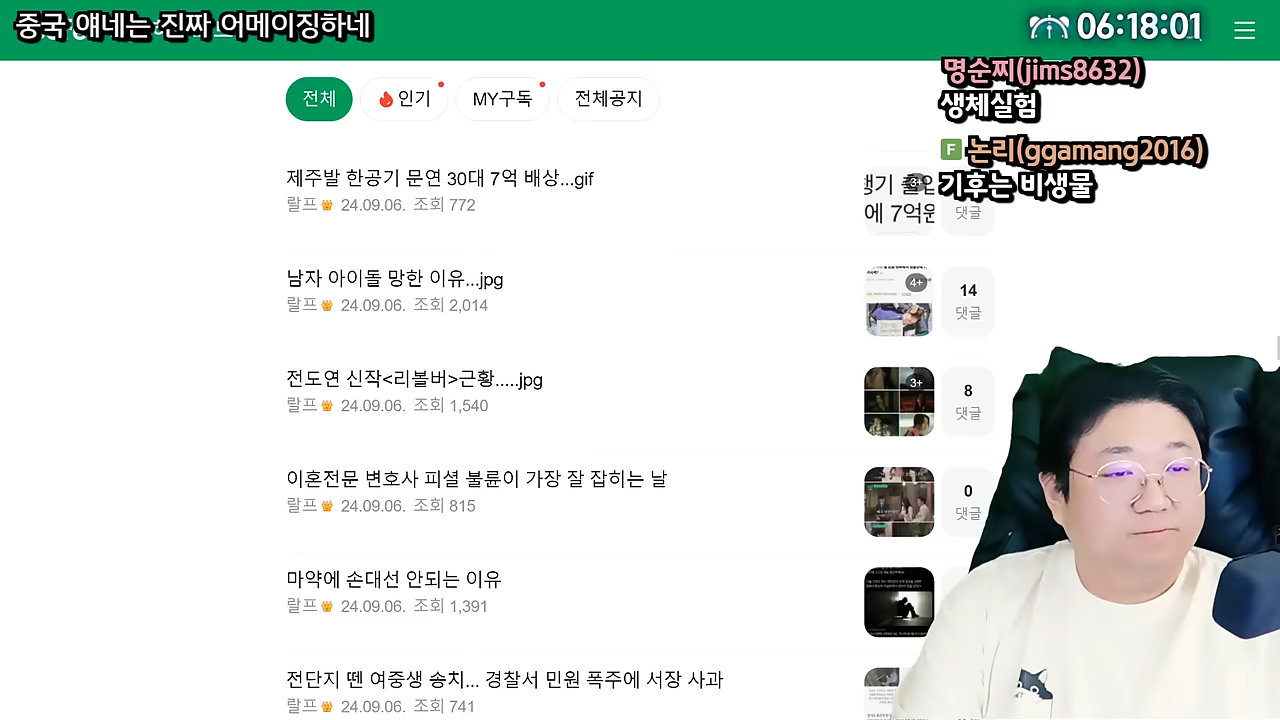 중국 얘네는 진짜 어메이징하네
06:18:01
전체
인기
MY구독
전체공지
명순찌(jims8632)
생체실험
F 논리(ggamang2016)
기후는 비생물
제주발 한공기 문연 30대 7억 배상...gif
랄프 24.09.06. 조회 772
3+
에 7억원
댓글
남자 아이돌 망한 이유...jpg
랄프 24.09.06. 조회 2,014
4+
14
댓글
전도연 신작<리볼버>근황.....jpg
랄프 24.09.06. 조회 1,540
3+
8
댓글
이혼전문 변호사 피셜 불륜이 가장 잘 잡히는 날
랄프 24.09.06. 조회 815
0
댓글
마약에 손대선 안되는 이유
랄프 24.09.06. 조회 1,391
전단지 뗀 여중생 송치... 경찰서 민원 폭주에 서장 사과
랄프 24.09.06. 조회 741